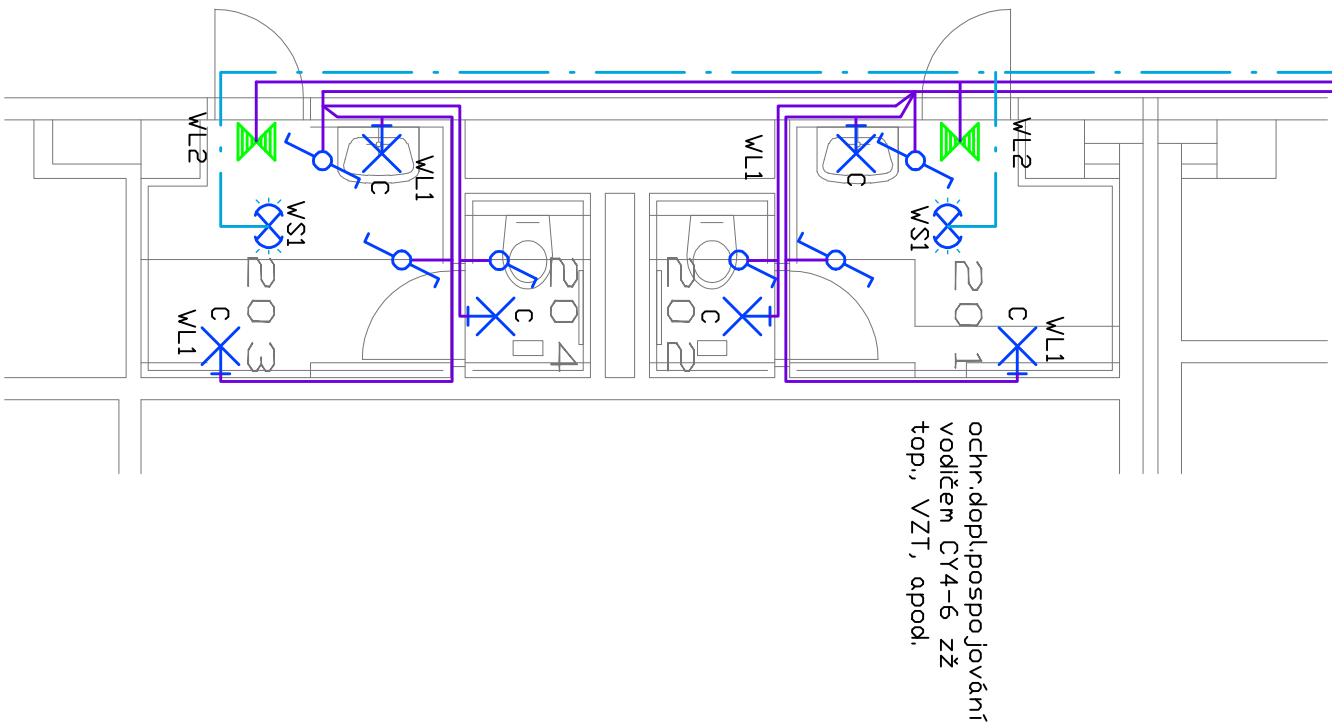 WL2
WS1
203
C
WL1
C
WL1
204
C
WL1
202
C
C
WS1
201
WL2
C
WL1
ochr.dopl.pospojování
vodičem CY4-6 zž
top., VZT, apod.